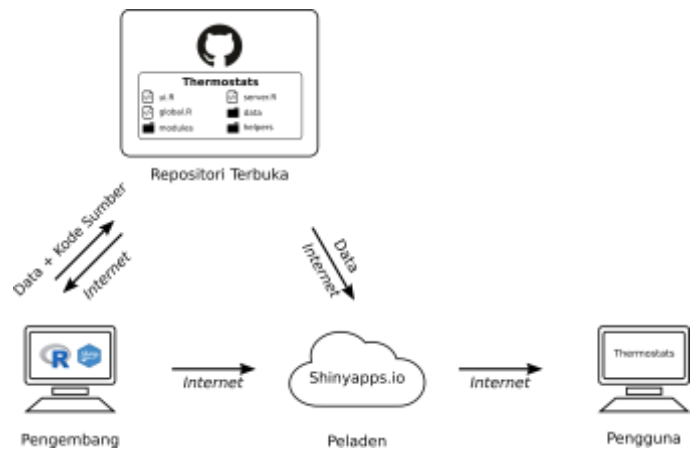 Thermostats
ui.R
server.R
global.R
data
modules
helpers
Repositori Terbuka
Data + Kode Sumber
Internet
Data
Internet
R
Thermostats
Internet
Shinyapps.io
Internet
Pengembang
Peladen
Pengguna